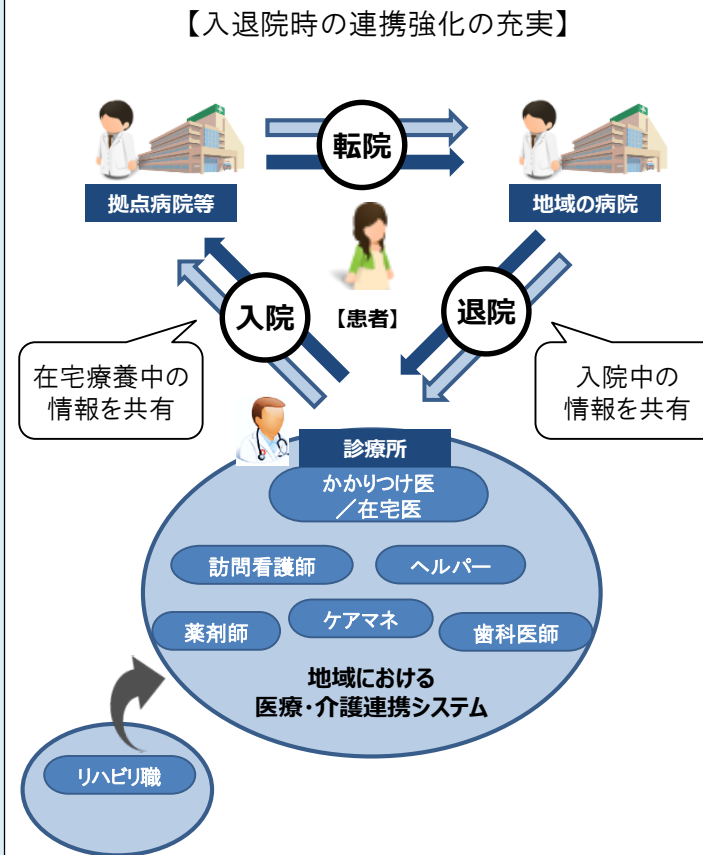 【入退院時の連携強化の充実】
転院
拠点病院等
地域の病院
入院
【患者】
退院
在宅療養中の
情報を共有
入院中の
情報を共有
診療所
かかりつけ医
／在宅医
訪問看護師
ヘルパー
薬剤師
ケアマネ
歯科医師
地域における
医療・介護連携システム
リハビリ職